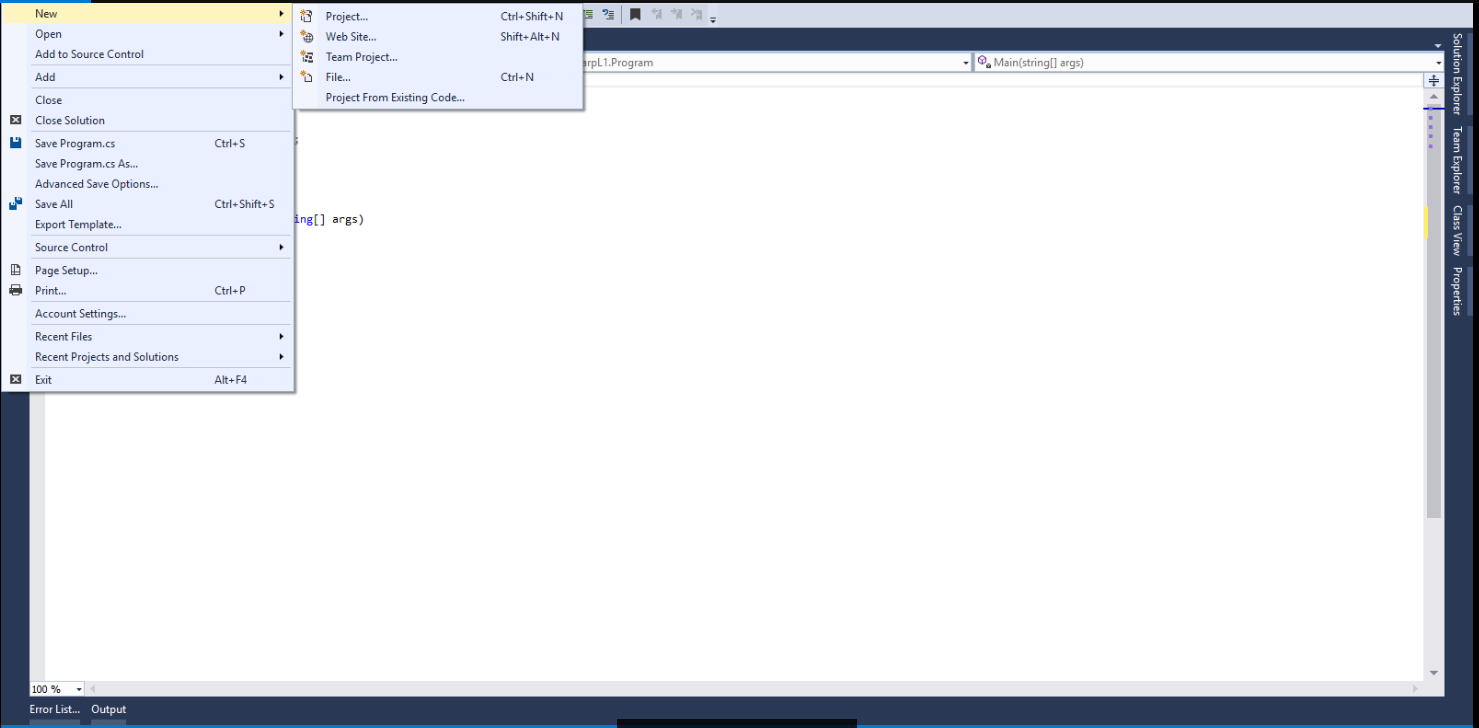 New
Open
Add to Source Control
Add
Close
Close Solution
Save Program.cs Ctrl+S
Save Program.cs As...
Advanced Save Options...
Save All Ctrl+Shift+S
Export Template...
Source Control
Page Setup...
Print... Ctrl+P
Account Settings...
Recent Files
Recent Projects and Solutions
Exit Alt+F4
Project... Ctrl+Shift+N
Web Site... Shift+Alt+N
Team Project...
File... Ctrl+N
Project From Existing Code...
arpL1.Program
Main(string[] args)
;
ing[] args)
Solution Explorer
Team Explorer
Class View
Properties
100 %
Error List... Output